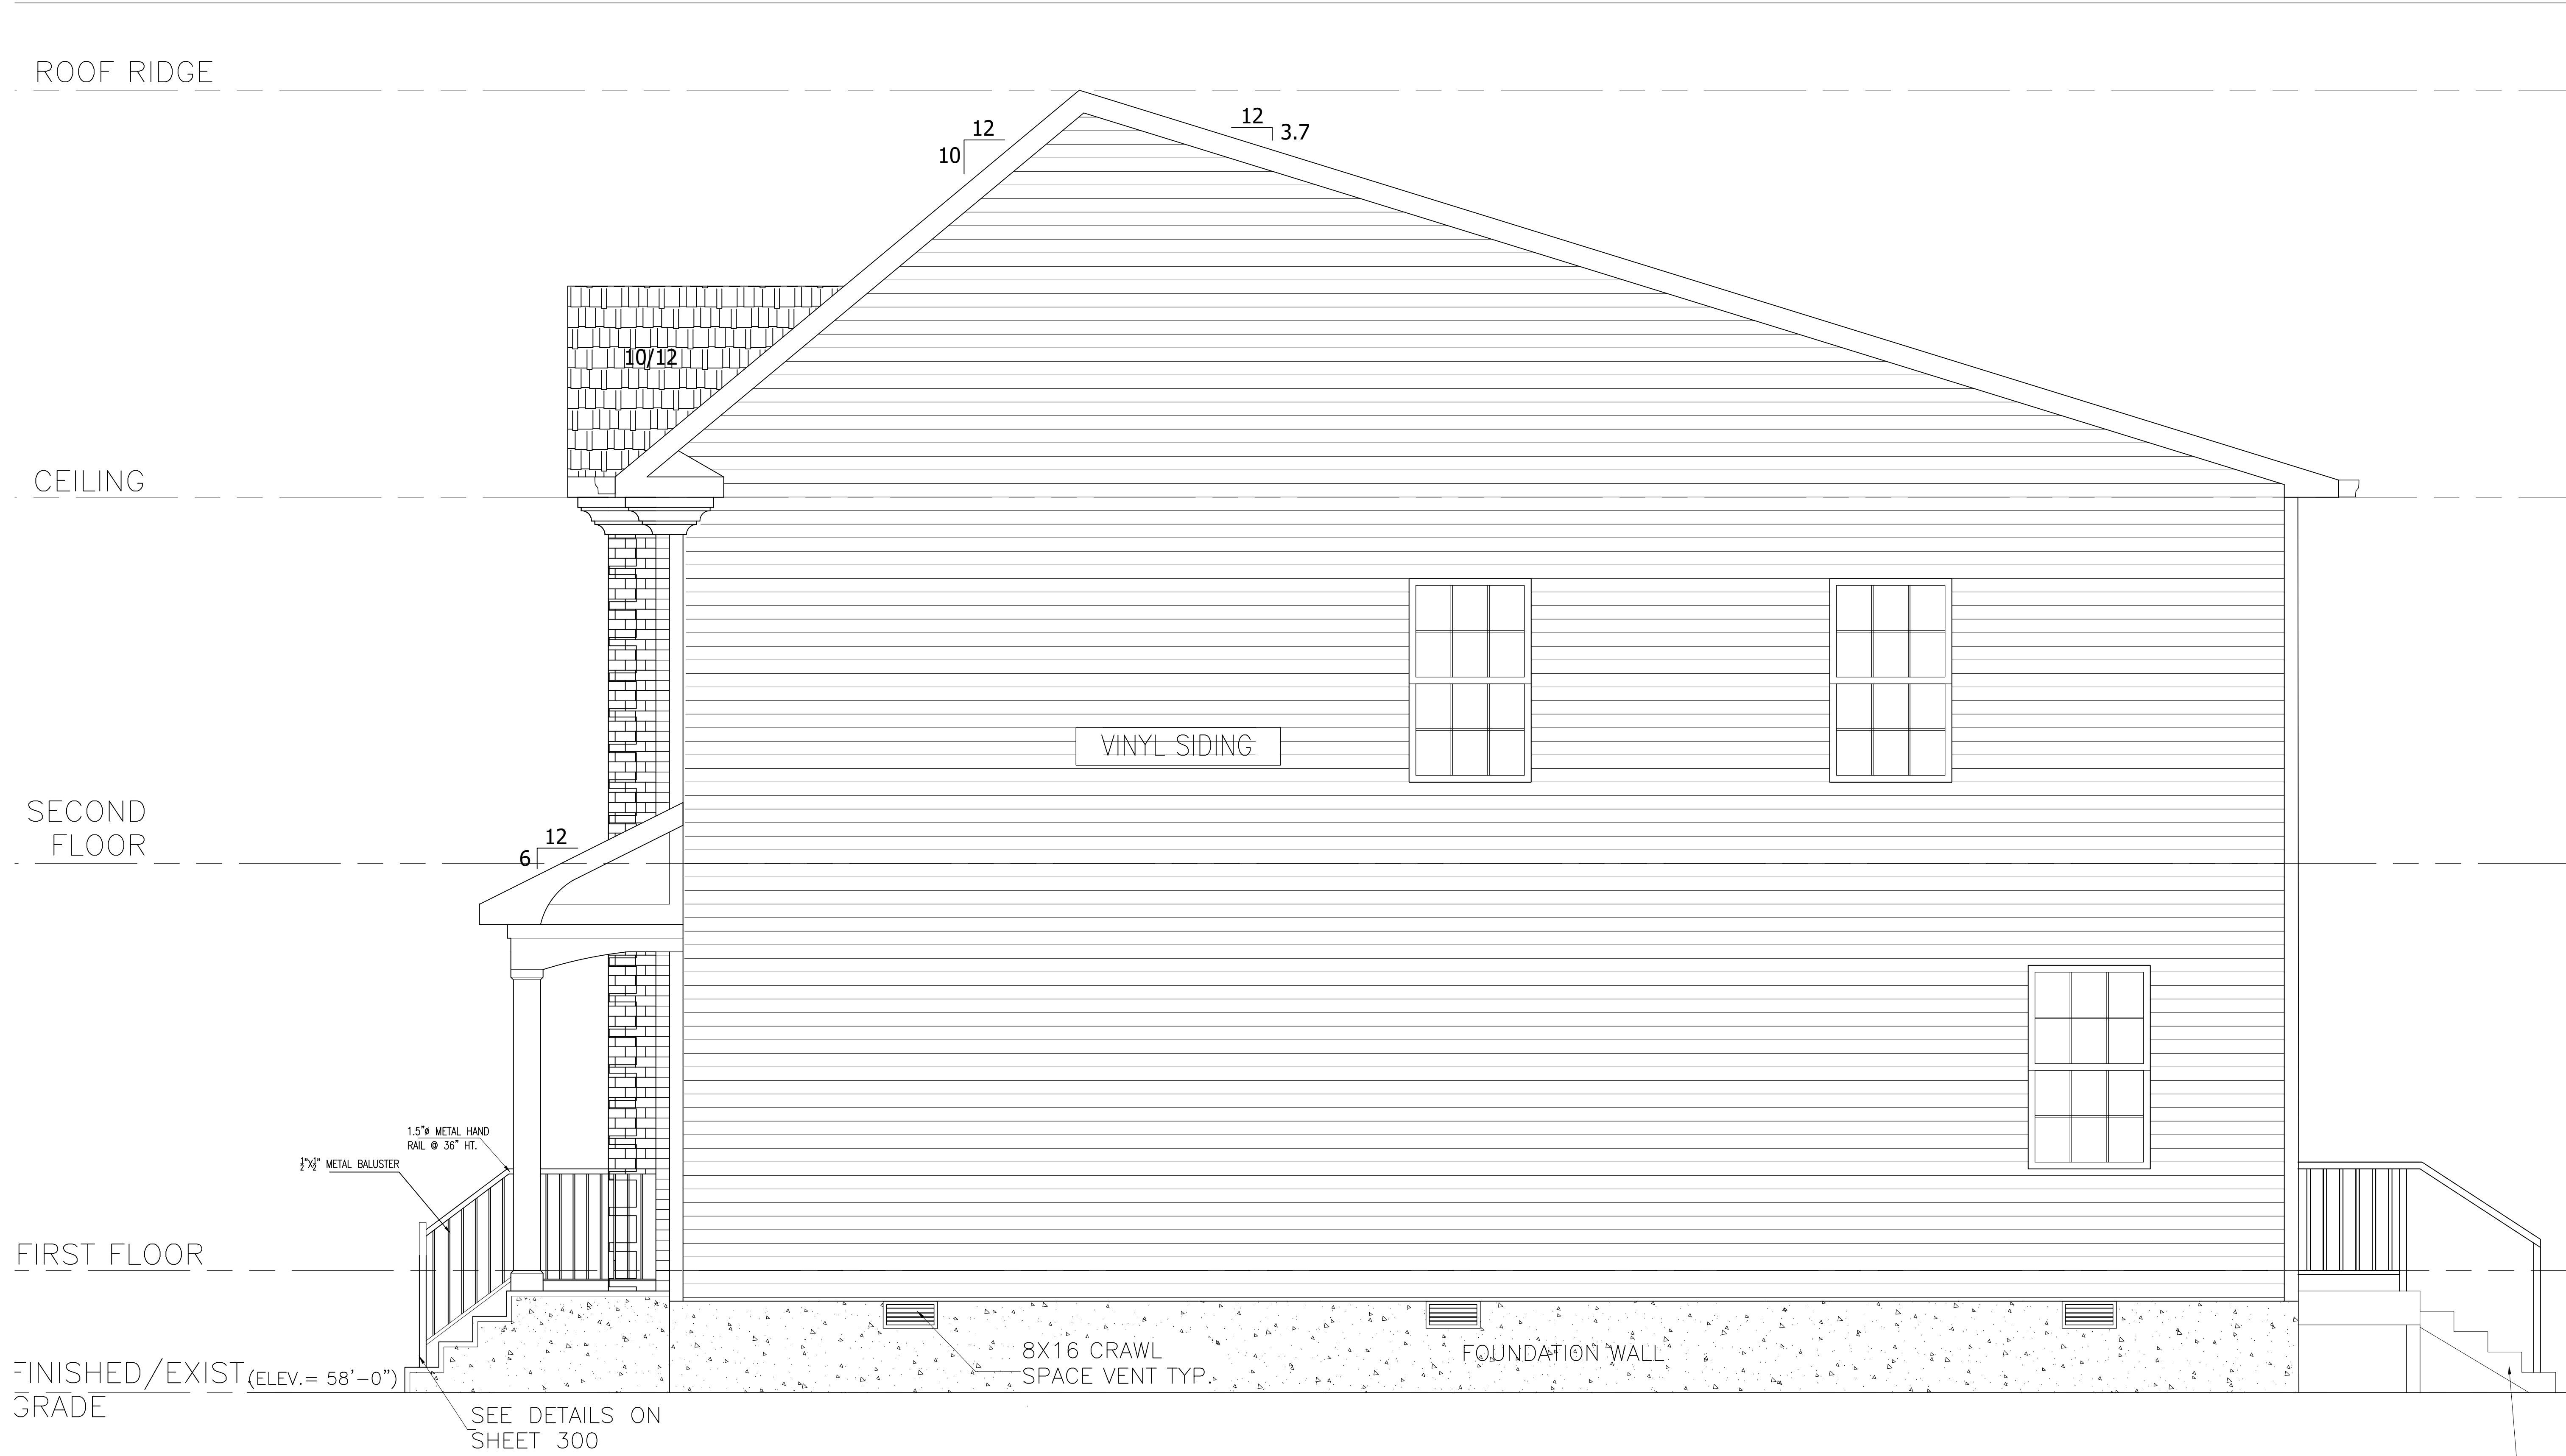 ROOF RIDGE
12
10
12
3.7
10/12
CEILING
VINYL SIDING
SECOND
FLOOR
12
6
1.5"ø METAL HAND
RAIL @ 36" HT.
½"X½" METAL BALUSTER
FIRST FLOOR
8X16 CRAWL
SPACE VENT TYP.
FOUNDATION WALL
FINISHED/EXIST.
(ELEV.= 58'-0")
GRADE
SEE DETAILS ON
SHEET 300